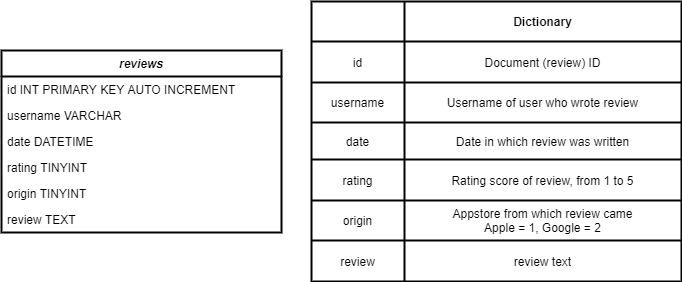 reviews
id INT PRIMARY KEY AUTO INCREMENT
username VARCHAR
date DATETIME
rating TINYINT
origin TINYINT
review TEXT
Dictionary
id Document (review) ID
username Username of user who wrote review
date Date in which review was written
rating Rating score of review, from 1 to 5
origin Appstore from which review came
Apple = 1, Google = 2
review review text